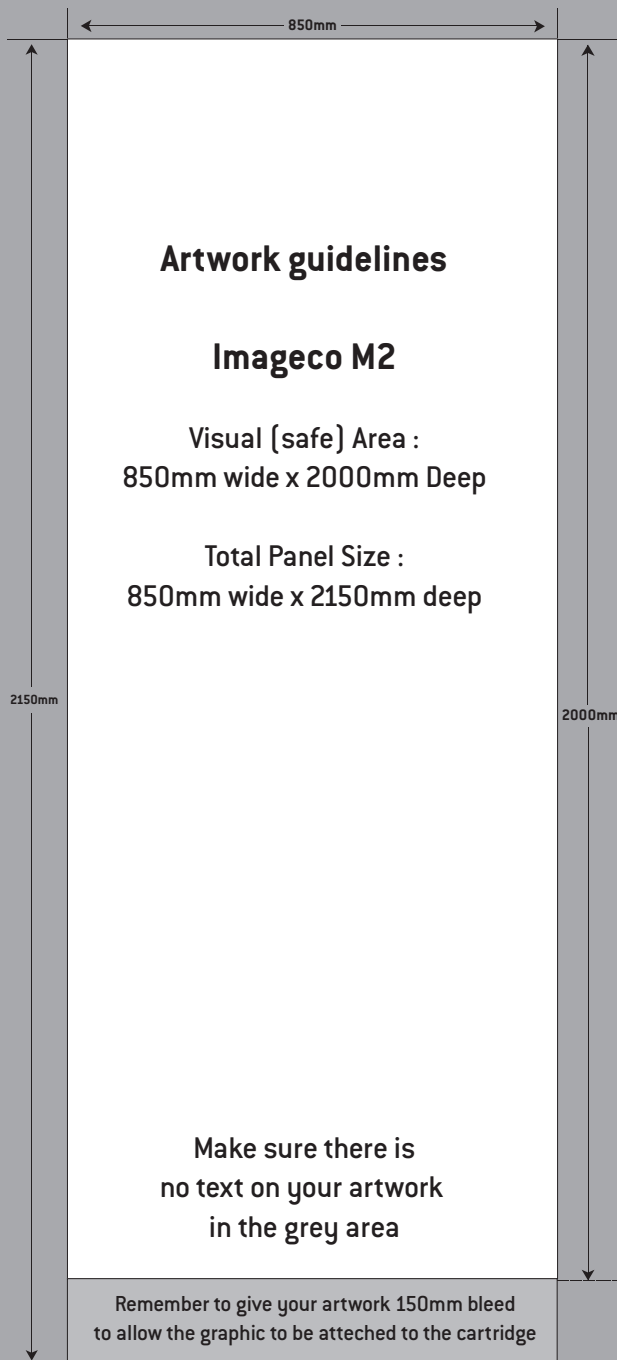 850mm
Artwork guidelines
Imageco M2
Visual (safe) Area :
850mm wide x 2000mm Deep
Total Panel Size :
850mm wide x 2150mm deep
2150mm
2000mm
Make sure there is
no text on your artwork
in the grey area
Remember to give your artwork 150mm bleed
to allow the graphic to be atteched to the cartridge